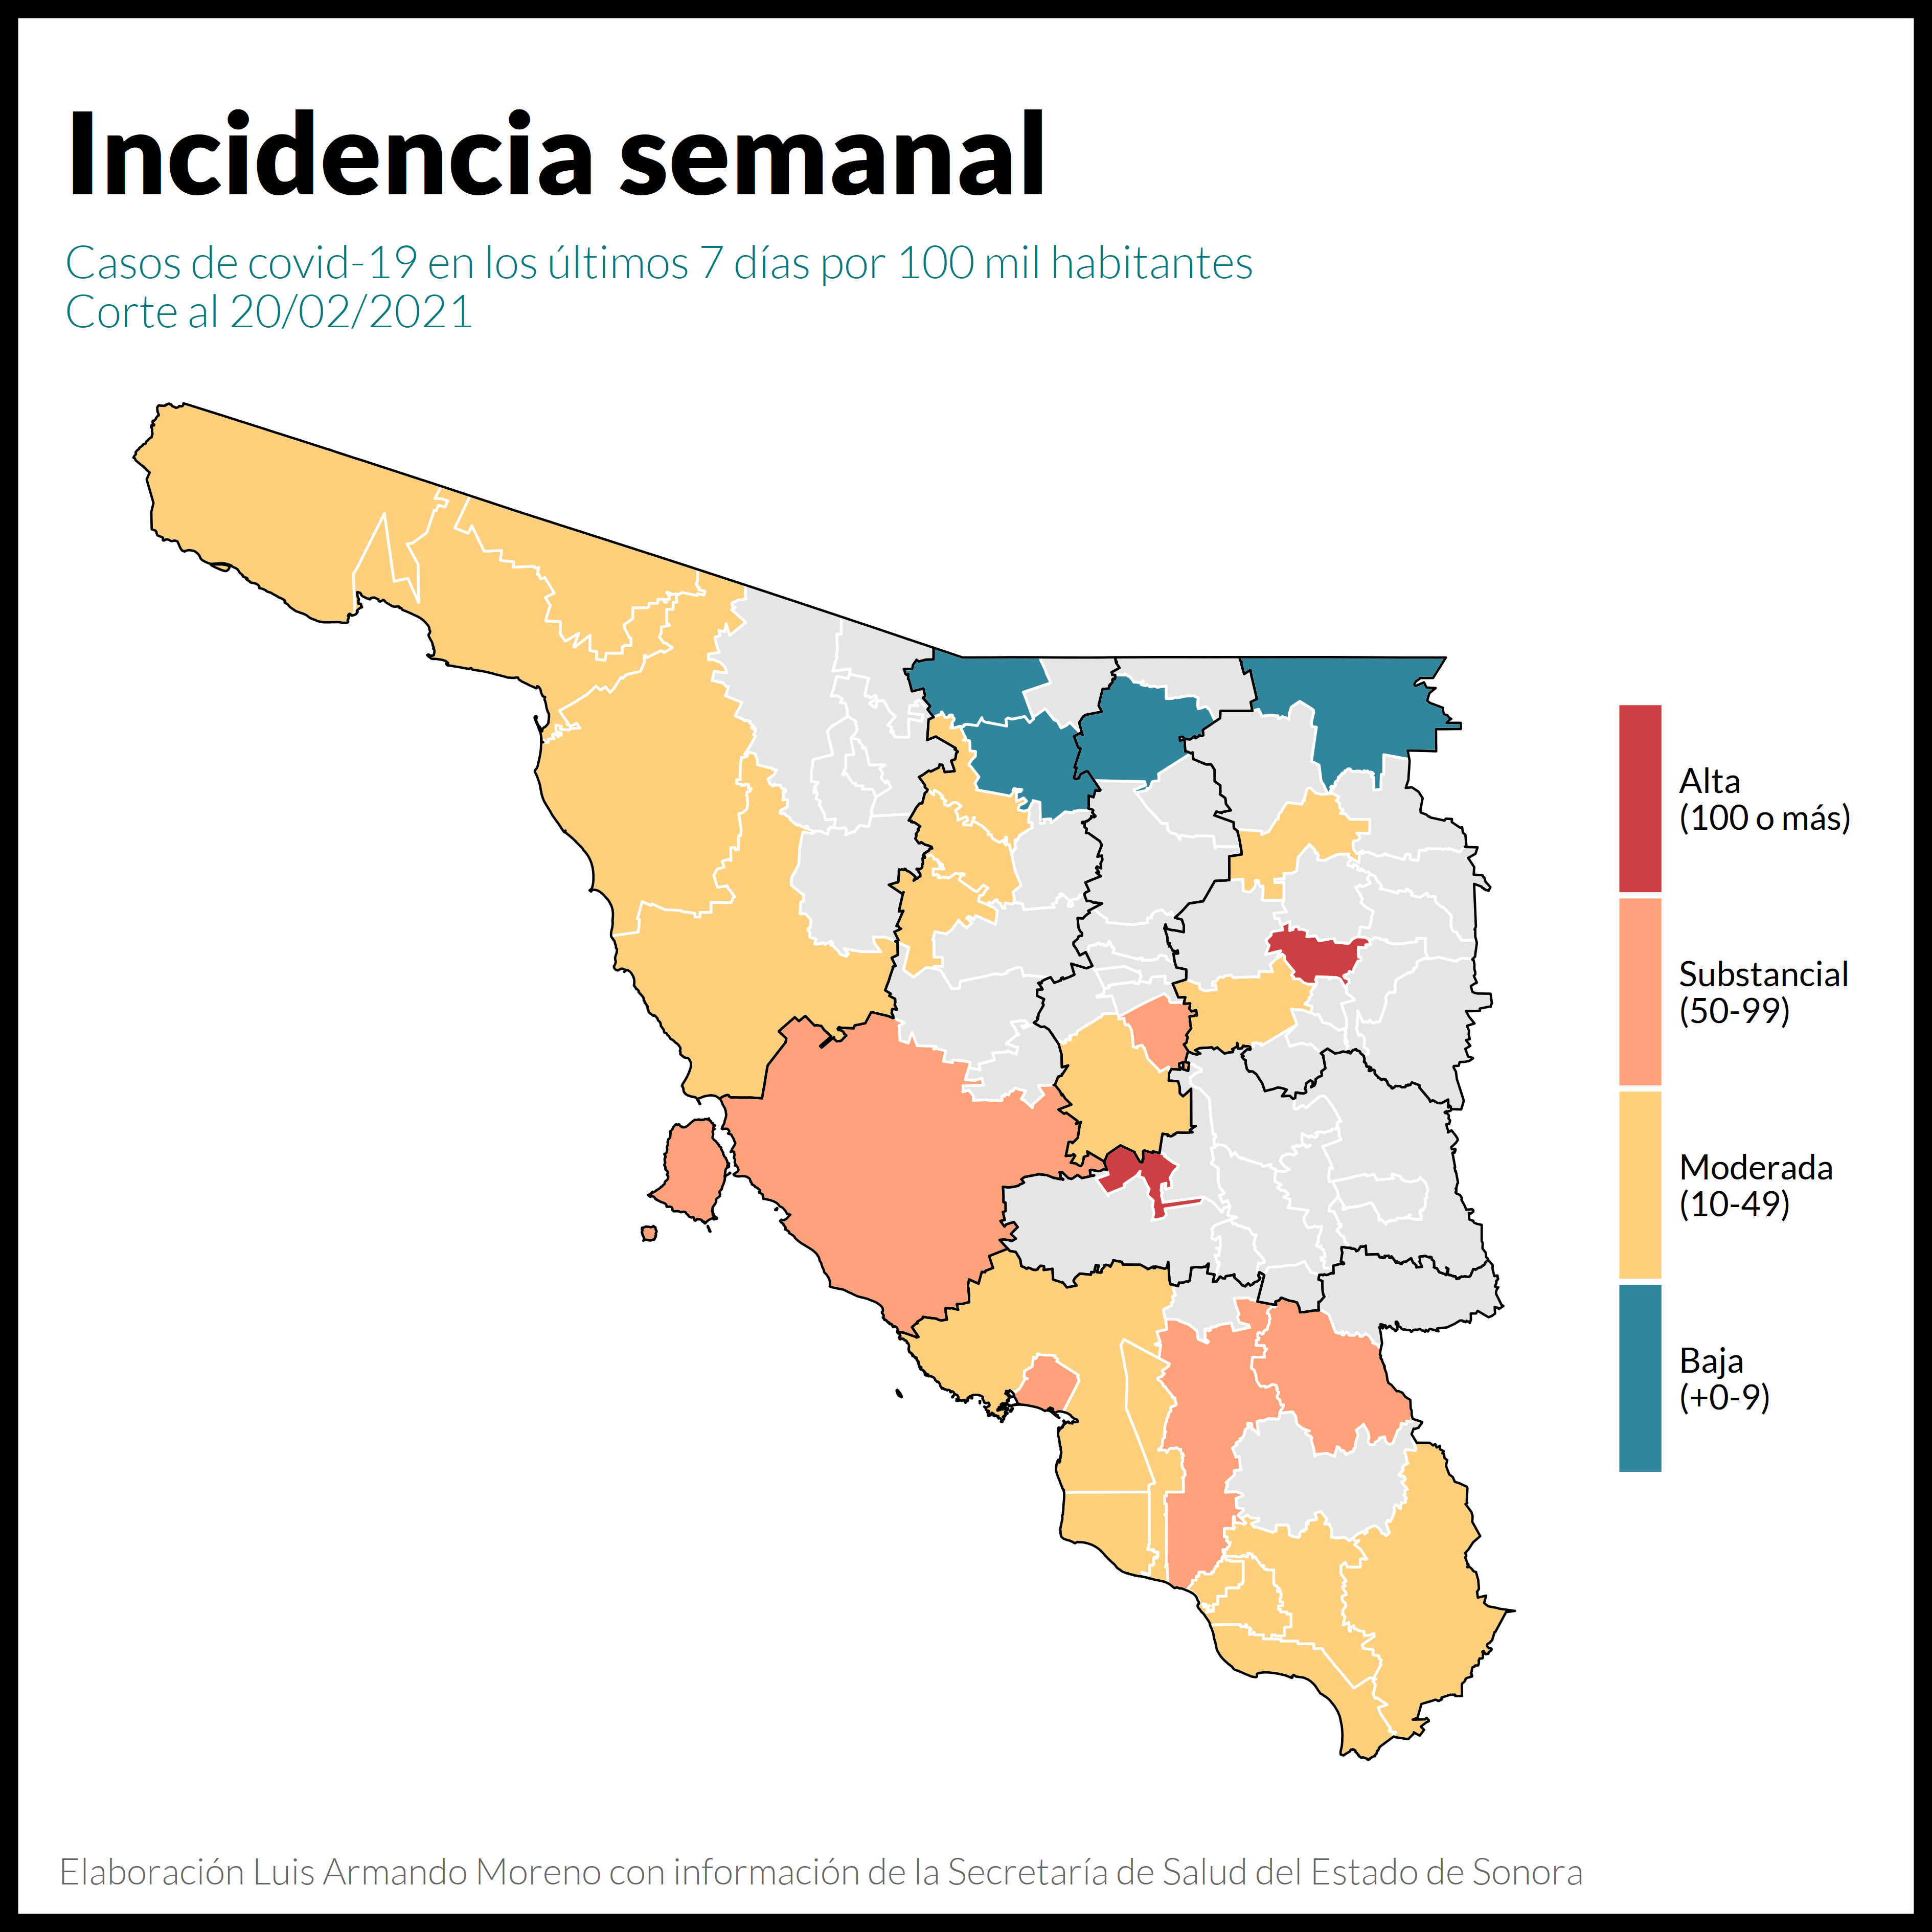 Incidencia semanal
Casos de covid-19 en los últimos 7 días por 100 mil habitantes
Corte al 20/02/2021
Alta
(100 o más)
Substancial
(50-99)
Moderada
(10-49)
Baja
(+0-9)
Elaboración Luis Armando Moreno con información de la Secretaría de Salud del Estado de Sonora